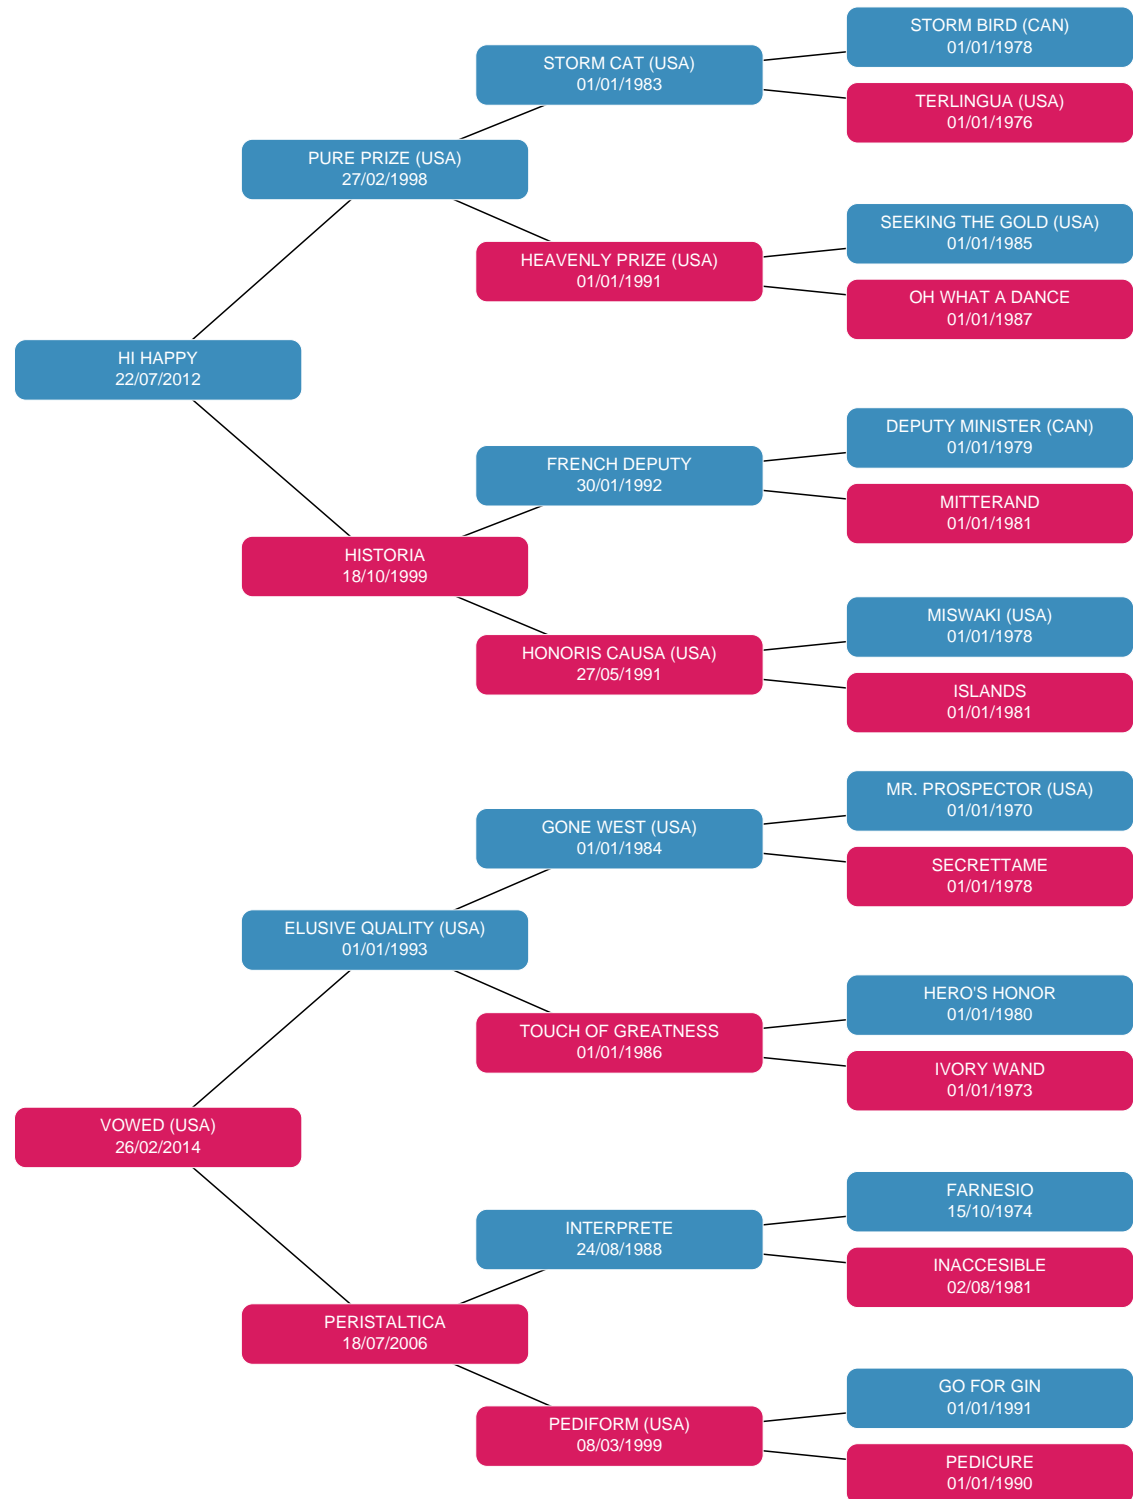 STORM BIRD (CAN)
01/01/1978
STORM CAT (USA)
01/01/1983
TERLINGUA (USA)
01/01/1976
PURE PRIZE (USA)
27/02/1998
SEEKING THE GOLD (USA)
01/01/1985
HEAVENLY PRIZE (USA)
01/01/1991
OH WHAT A DANCE
01/01/1987
HI HAPPY
22/07/2012
DEPUTY MINISTER (CAN)
01/01/1979
FRENCH DEPUTY
30/01/1992
MITTERAND
01/01/1981
HISTORIA
18/10/1999
MISWAKI (USA)
01/01/1978
HONORIS CAUSA (USA)
27/05/1991
ISLANDS
01/01/1981
MR. PROSPECTOR (USA)
01/01/1970
GONE WEST (USA)
01/01/1984
SECRETTAME
01/01/1978
ELUSIVE QUALITY (USA)
01/01/1993
HERO'S HONOR
01/01/1980
TOUCH OF GREATNESS
01/01/1986
IVORY WAND
01/01/1973
VOWED (USA)
26/02/2014
FARNESIO
15/10/1974
INTERPRETE
24/08/1988
INACCESIBLE
02/08/1981
PERISTALTICA
18/07/2006
GO FOR GIN
01/01/1991
PEDIFORM (USA)
08/03/1999
PEDICURE
01/01/1990